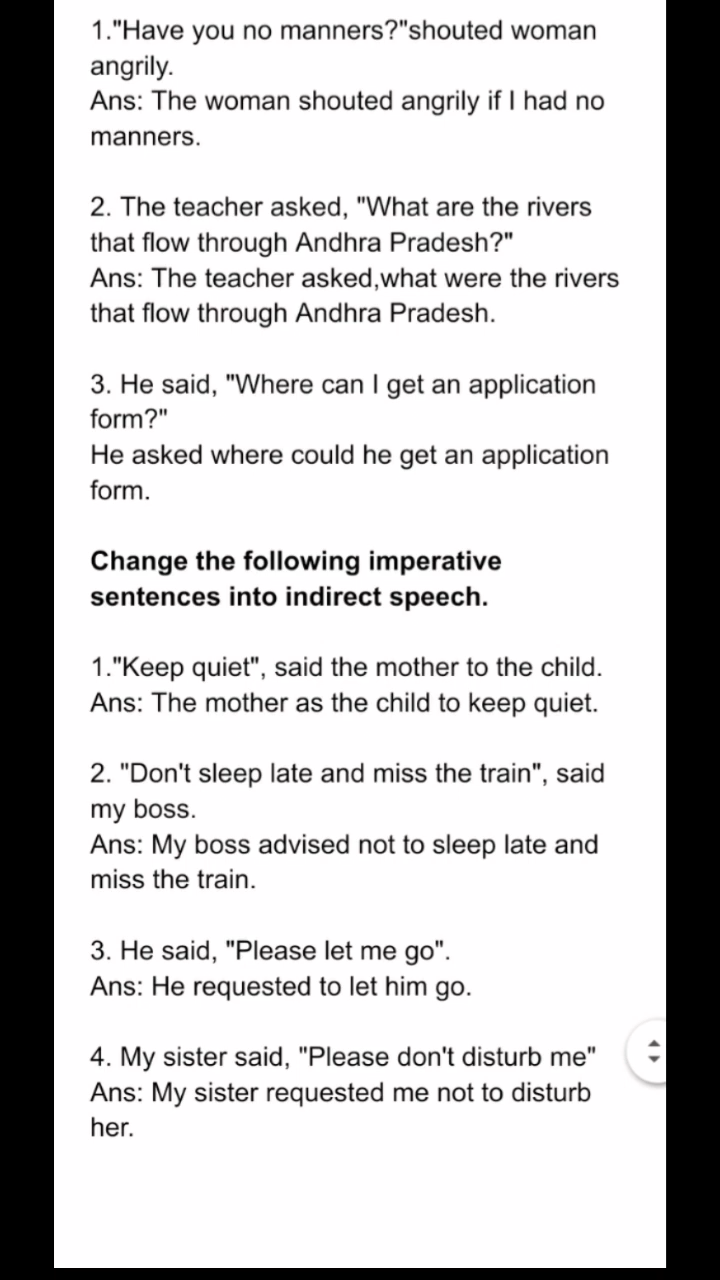 1."Have you no manners?"shouted woman
angrily.
Ans: The woman shouted angrily if I had no
manners.
2. The teacher asked, "What are the rivers
that flow through Andhra Pradesh?"
Ans: The teacher asked,what were the rivers
that flow through Andhra Pradesh.
3. He said, "Where can I get an application
form?"
He asked where could he get an application
form.
Change the following imperative
sentences into indirect speech.
1."Keep quiet", said the mother to the child.
Ans: The mother as the child to keep quiet.
2. "Don't sleep late and miss the train", said
my boss.
Ans: My boss advised not to sleep late and
miss the train.
3. He said, "Please let me go".
Ans: He requested to let him go.
4. My sister said, "Please don't disturb me"
Ans: My sister requested me not to disturb
her.